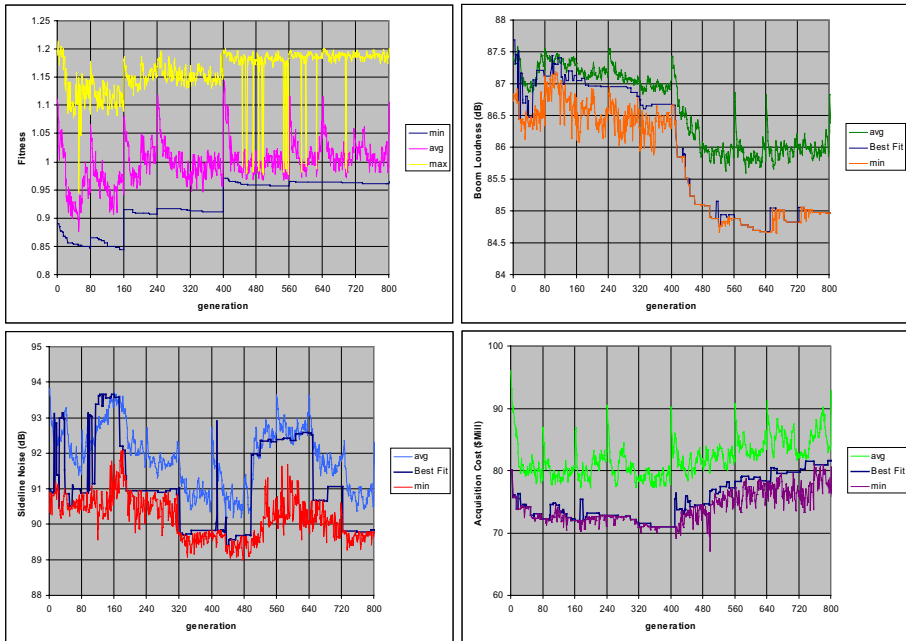 1.25
1.2
1.15
1.1
1.05
1
0.95
0.9
0.85
0.8
Fitness
0 80 160 240 320 400 480 560 640 720 800
generation
min
avg
max
88
87.5
87
86.5
86
85.5
85
84.5
84
Boom Loudness (dB)
0 80 160 240 320 400 480 560 640 720 800
generation
avg
Best Fit
min
95
94
93
92
91
90
89
88
Sideline Noise (dB)
0 80 160 240 320 400 480 560 640 720 800
generation
avg
Best Fit
min
100
90
80
70
60
Acquisition Cost ($Mill)
0 80 160 240 320 400 480 560 640 720 800
generation
avg
Best Fit
min